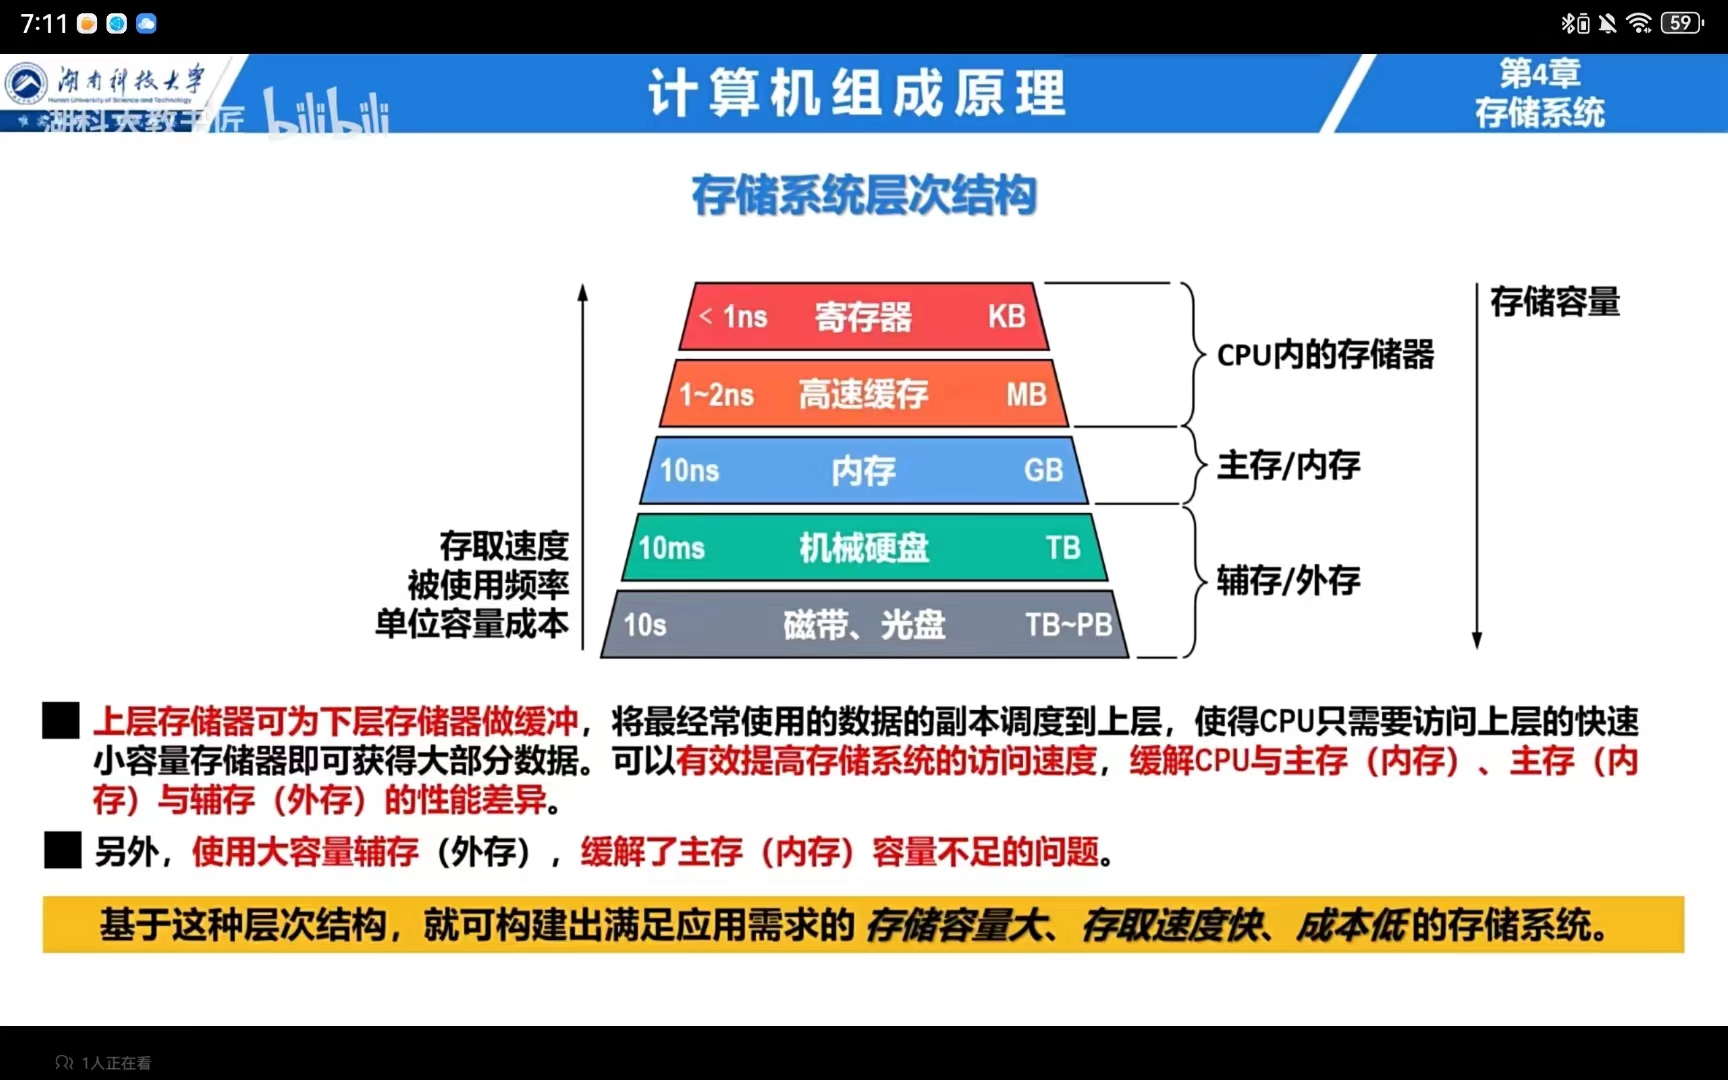 7:11
59
湖南科技大学
Hunan University of Science and Technology
湖科大教书匠 bilibili
计算机组成原理
第4章
存储系统
存储系统层次结构
< 1ns 寄存器 KB
1~2ns 高速缓存 MB
10ns 内存 GB
10ms 机械硬盘 TB
10s 磁带、光盘 TB~PB
存取速度
被使用频率
单位容量成本
CPU内的存储器
主存/内存
辅存/外存
存储容量
上层存储器可为下层存储器做缓冲，将最经常使用的数据的副本调度到上层，使得CPU只需要访问上层的快速
小容量存储器即可获得大部分数据。可以有效提高存储系统的访问速度，缓解CPU与主存（内存）、主存（内
存）与辅存（外存）的性能差异。
另外，使用大容量辅存（外存），缓解了主存（内存）容量不足的问题。
基于这种层次结构，就可构建出满足应用需求的 存储容量大、存取速度快、成本低 的存储系统。
1人正在看